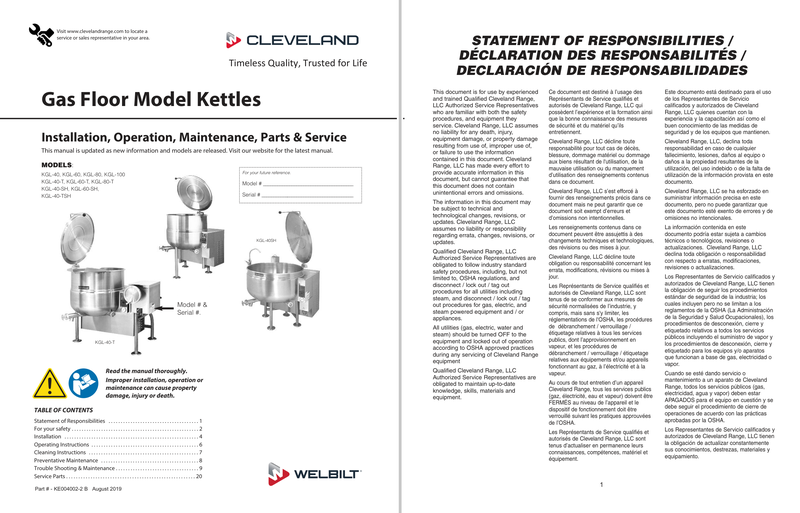 Visit www.clevelandrange.com to locate a
service or sales representative in your area.
CLEVELAND
Timeless Quality, Trusted for Life
Gas Floor Model Kettles
Installation, Operation, Maintenance, Parts & Service
This manual is updated as new information and models are released. Visit our website for the latest manual.
MODELS:
KGL-40, KGL-60, KGL-80, KGL-100
KGL-40-T, KGL-60-T, KGL-80-T
KGL-40-SH, KGL-60-SH,
KGL-40-TSH
For your future reference:
Model #
Serial #
KGL-40SH
Model # &
Serial #.
KGL-40-T
Read the manual thoroughly.
Improper installation, operation or
maintenance can cause property
damage, injury or death.
TABLE OF CONTENTS
Statement of Responsibilities . . . . . . . . . . . . . . . . . . . . 1
For your safety . . . . . . . . . . . . . . . . . . . . 2
Installation . . . . . . . . . . . . . . . . . . . . 4
Operating Instructions . . . . . . . . . . . . . . . . . . . . 6
Cleaning Instructions . . . . . . . . . . . . . . . . . . . . 7
Preventative Maintenance . . . . . . . . . . . . . . . . . . . . 8
Trouble Shooting & Maintenance . . . . . . . . . . . . . . . . . . . . 9
Service Parts . . . . . . . . . . . . . . . . . . . . 20
WELBILT
Part # - KE004002-2 B August 2019
STATEMENT OF RESPONSIBILITIES /
DÉCLARATION DES RESPONSABILITÉS /
DECLARACIÓN DE RESPONSABILIDADES
This document is for use by experienced
and trained Qualified Cleveland Range,
LLC Authorized Service Representatives
who are familiar with both the safety
procedures, and equipment they
service. Cleveland Range, LLC assumes
no liability for any death, injury,
equipment damage, or property damage
resulting from use of, improper use of,
or failure to use the information
contained in this document. Cleveland
Range, LLC has made every effort to
provide accurate information in this
document, but cannot guarantee that
this document does not contain
unintentional errors and omissions.
The information in this document may
be subject to technical and
technological changes, revisions, or
updates. Cleveland Range, LLC
assumes no liability or responsibility
regarding errata, changes, revisions, or
updates.
Qualified Cleveland Range, LLC
Authorized Service Representatives are
obligated to follow industry standard
safety procedures, including, but not
limited to, OSHA regulations, and
disconnect / lock out / tag out
procedures for all utilities including
steam, and disconnect / lock out / tag
out procedures for gas, electric, and
steam powered equipment and / or
appliances.
All utilities (gas, electric, water and
steam) should be turned OFF to the
equipment and locked out of operation
according to OSHA approved practices
during any servicing of Cleveland Range
equipment
Qualified Cleveland Range, LLC
Authorized Service Representatives are
obligated to maintain up-to-date
knowledge, skills, materials and
equipment.
Ce document est destiné à l'usage des
Représentants de Service qualifiés et
autorisés de Cleveland Range, LLC qui
possèdent l'expérience et la formation ainsi
que la bonne connaissance des mesures
de sécurité et du matériel qu'ils
entretiennent.
Cleveland Range, LLC décline toute
responsabilité pour tout cas de décès,
blessure, dommage matériel ou dommage
aux biens résultant de l'utilisation, de la
mauvaise utilisation ou du manquement
d'utilisation des renseignements contenus
dans ce document.
Cleveland Range, LLC s'est efforcé à
fournir des renseignements précis dans ce
document mais ne peut garantir que ce
document soit exempt d'erreurs et
d'omissions non intentionnelles.
Les renseignements contenus dans ce
document peuvent être assujettis à des
changements techniques et technologiques,
des révisions ou des mises à jour.
Cleveland Range, LLC décline toute
obligation ou responsabilité concernant les
errata, modifications, révisions ou mises à
jour.
Les Représentants de Service Qualifiés et
autorisés de Cleveland Range, LLC sont
tenus de se conformer aux mesures de
sécurité normalisées de l'industrie, y
compris, mais sans s'y limiter, les
réglementations de l'OSHA, les procédures
de débranchement / verrouillage /
étiquetage relatives à tous les services
publics, dont l'approvisionnement en
vapeur, et les procédures de
débranchement / verrouillage / étiquetage
relatives aux équipements et/ou appareils
fonctionnant au gaz, à l'électricité et à la
vapeur.
Au cours de tout entretien d'un appareil
Cleveland Range, tous les services publics
(gaz, électricité, eau et vapeur) doivent être
FERMÉS au niveau de l'appareil et le
dispositif de fonctionnement doit être
verrouillé suivant les pratiques approuvées
de l'OSHA.
Les Représentants de Service qualifiés et
autorisés de Cleveland Range, LLC sont
tenus d'actualiser en permanence leurs
connaissances, compétences, matériel et
équipement.
Este documento está destinado para el uso
de los Representantes de Servicio
calificados y autorizados de Cleveland
Range, LLC quienes cuentan con la
experiencia y la capacitación así como el
buen conocimiento de las medidas de
seguridad y de los equipos que mantienen.
Cleveland Range, LLC, declina toda
responsabilidad en caso de cualquier
fallecimiento, lesiones, daños al equipo o
daños a la propiedad resultantes de la
utilización, del uso indebido o de la falta de
utilización de la información provista en este
documento.
Cleveland Range, LLC se ha esforzado en
suministrar información precisa en este
documento, pero no puede garantizar que
este documento esté exento de errores y de
omisiones no intencionales.
La información contenida en este
documento podría estar sujeta a cambios
técnicos o tecnológicos, revisiones o
actualizaciones. Cleveland Range, LLC
declina toda obligación o responsabilidad
con respecto a erratas, modificaciones,
revisiones o actualizaciones.
Los Representantes de Servicio calificados y
autorizados de Cleveland Range, LLC tienen
la obligación de seguir los procedimientos
estándar de seguridad de la industria; los
cuales incluyen pero no se limitan a los
reglamentos de la OSHA (La Administración
de la Seguridad y Salud Ocupacionales), los
procedimientos de desconexión, cierre y
etiquetado relativos a todos los servicios
públicos incluyendo el suministro de vapor y
los procedimientos de desconexión, cierre y
etiquetado para los equipos y/o aparatos
que funcionan a base de gas, electricidad o
vapor.
Cuando se esté dando servicio o
mantenimiento a un aparato de Cleveland
Range, todos los servicios públicos (gas,
electricidad, agua y vapor) deben estar
APAGADOS para el equipo en cuestión y se
debe seguir el procedimiento de cierre de
operaciones de acuerdo con las prácticas
aprobadas por la OSHA.
Los Representantes de Servicio calificados y
autorizados de Cleveland Range, LLC tienen
la obligación de actualizar constantemente
sus conocimientos, destrezas, materiales y
equipamiento.
1